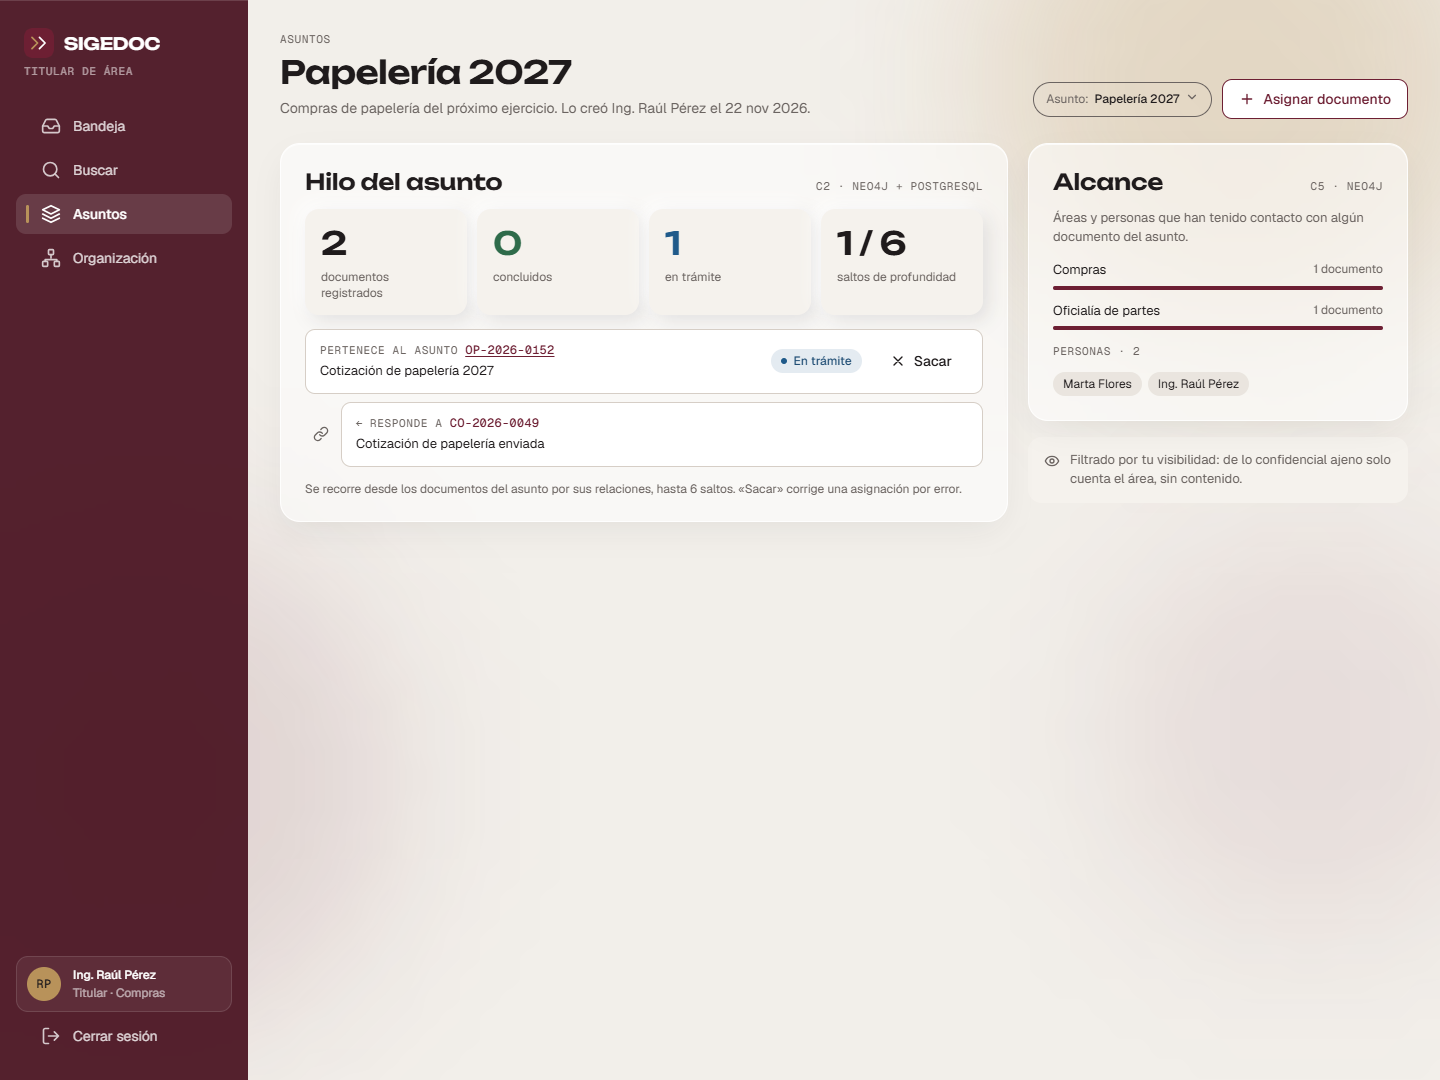 SIGEDOC
TITULAR DE ÁREA
Bandeja
Buscar
Asuntos
Organización
RP
Ing. Raúl Pérez
Titular · Compras
Cerrar sesión
ASUNTOS
Papelería 2027
Compras de papelería del próximo ejercicio. Lo creó Ing. Raúl Pérez el 22 nov 2026.
Asunto: Papelería 2027
Asignar documento
Hilo del asunto
C2 · NEO4J + POSTGRESQL
2
documentos
registrados
0
concluidos
1
en trámite
1/6
saltos de profundidad
PERTENECE AL ASUNTO OP-2026-0152
Cotización de papelería 2027
En trámite
Sacar
← RESPONDE A CO-2026-0049
Cotización de papelería enviada
Se recorre desde los documentos del asunto por sus relaciones, hasta 6 saltos. «Sacar» corrige una asignación por error.
Alcance
C5 · NEO4J
Áreas y personas que han tenido contacto con algún
documento del asunto.
Compras
1 documento
Oficialía de partes
1 documento
PERSONAS · 2
Marta Flores
Ing. Raúl Pérez
Filtrado por tu visibilidad: de lo confidencial ajeno solo
cuenta el área, sin contenido.